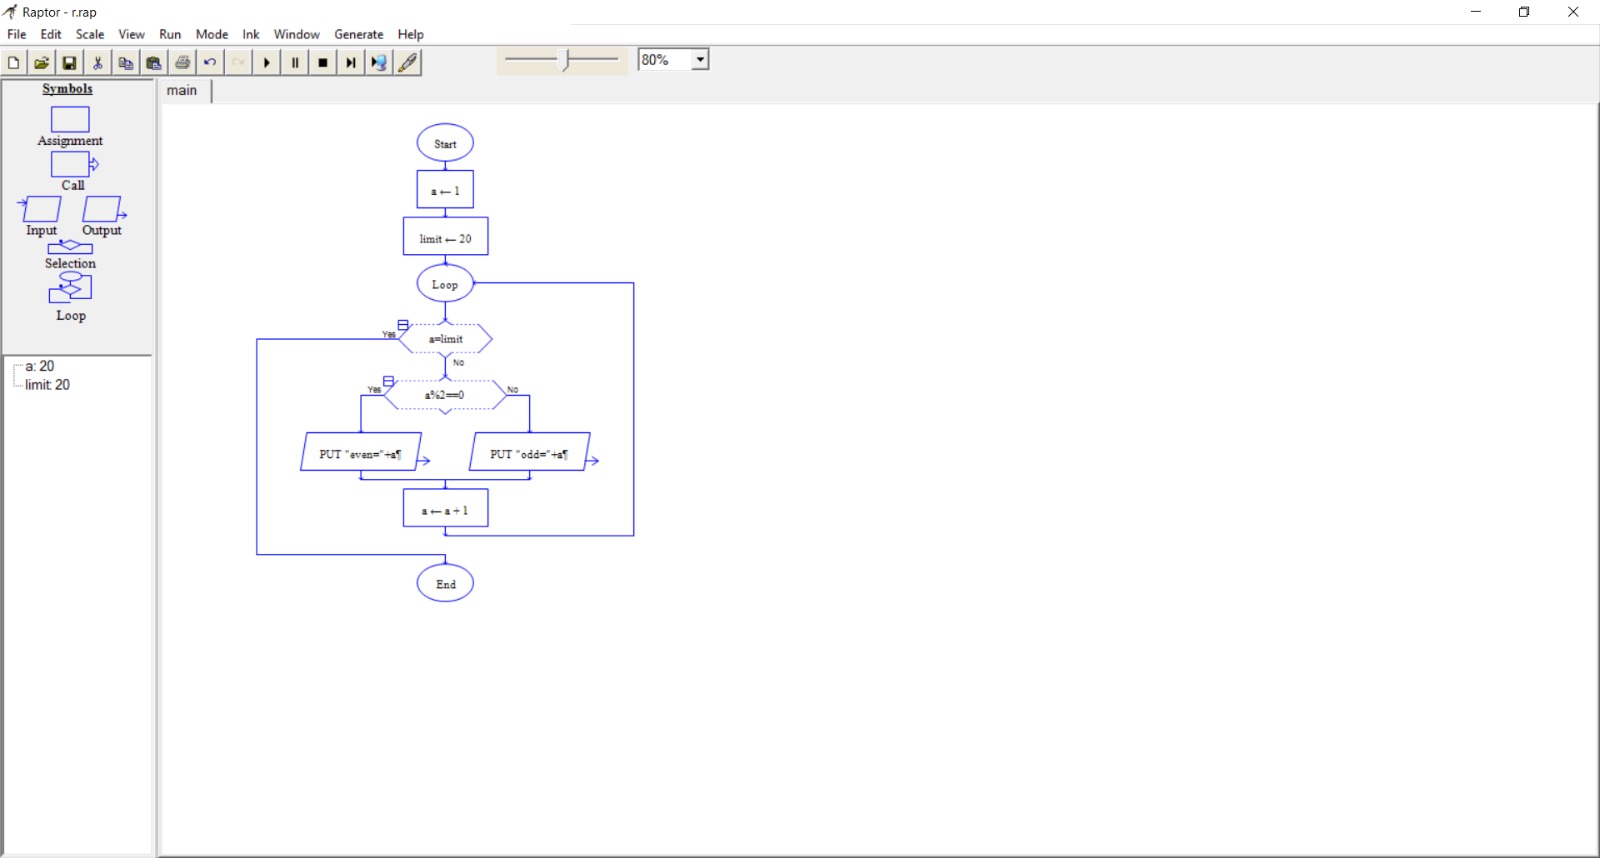 Raptor - r.rap
File Edit Scale View Run Mode Ink Window Generate Help
80%
Symbols
Assignment
Call
Input Output
Selection
Loop
a: 20
limit: 20
main
Start
a ← 1
limit ← 20
Loop
Yes a=limit
No
Yes a%2==0 No
PUT "even="+a¶ PUT "odd="+a¶
a ← a + 1
End